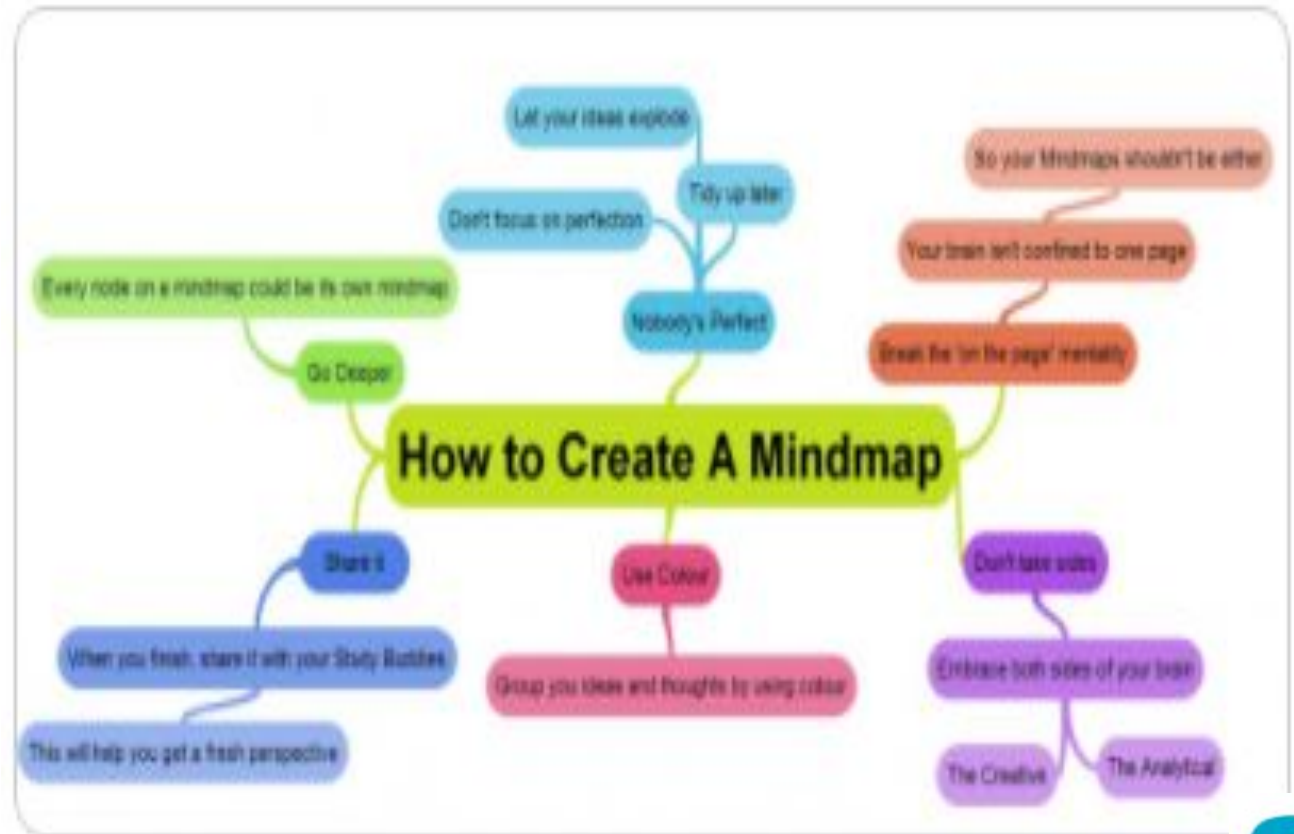 Let your ideas explode
Tidy up later
Don't focus on perfection
Nobody's Perfect
So your Mindmaps shouldn't be either
Your brain isn't confined to one page
Break the 'on the page' mentality
Every node on a mindmap could be its own mindmap
Go Deeper
How to Create A Mindmap
Share it
When you finish, share it with your Study Buddies
This will help you get a fresh perspective
Use Colour
Group you ideas and thoughts by using colour
Don't take sides
Embrace both sides of your brain
The Creative
The Analytical